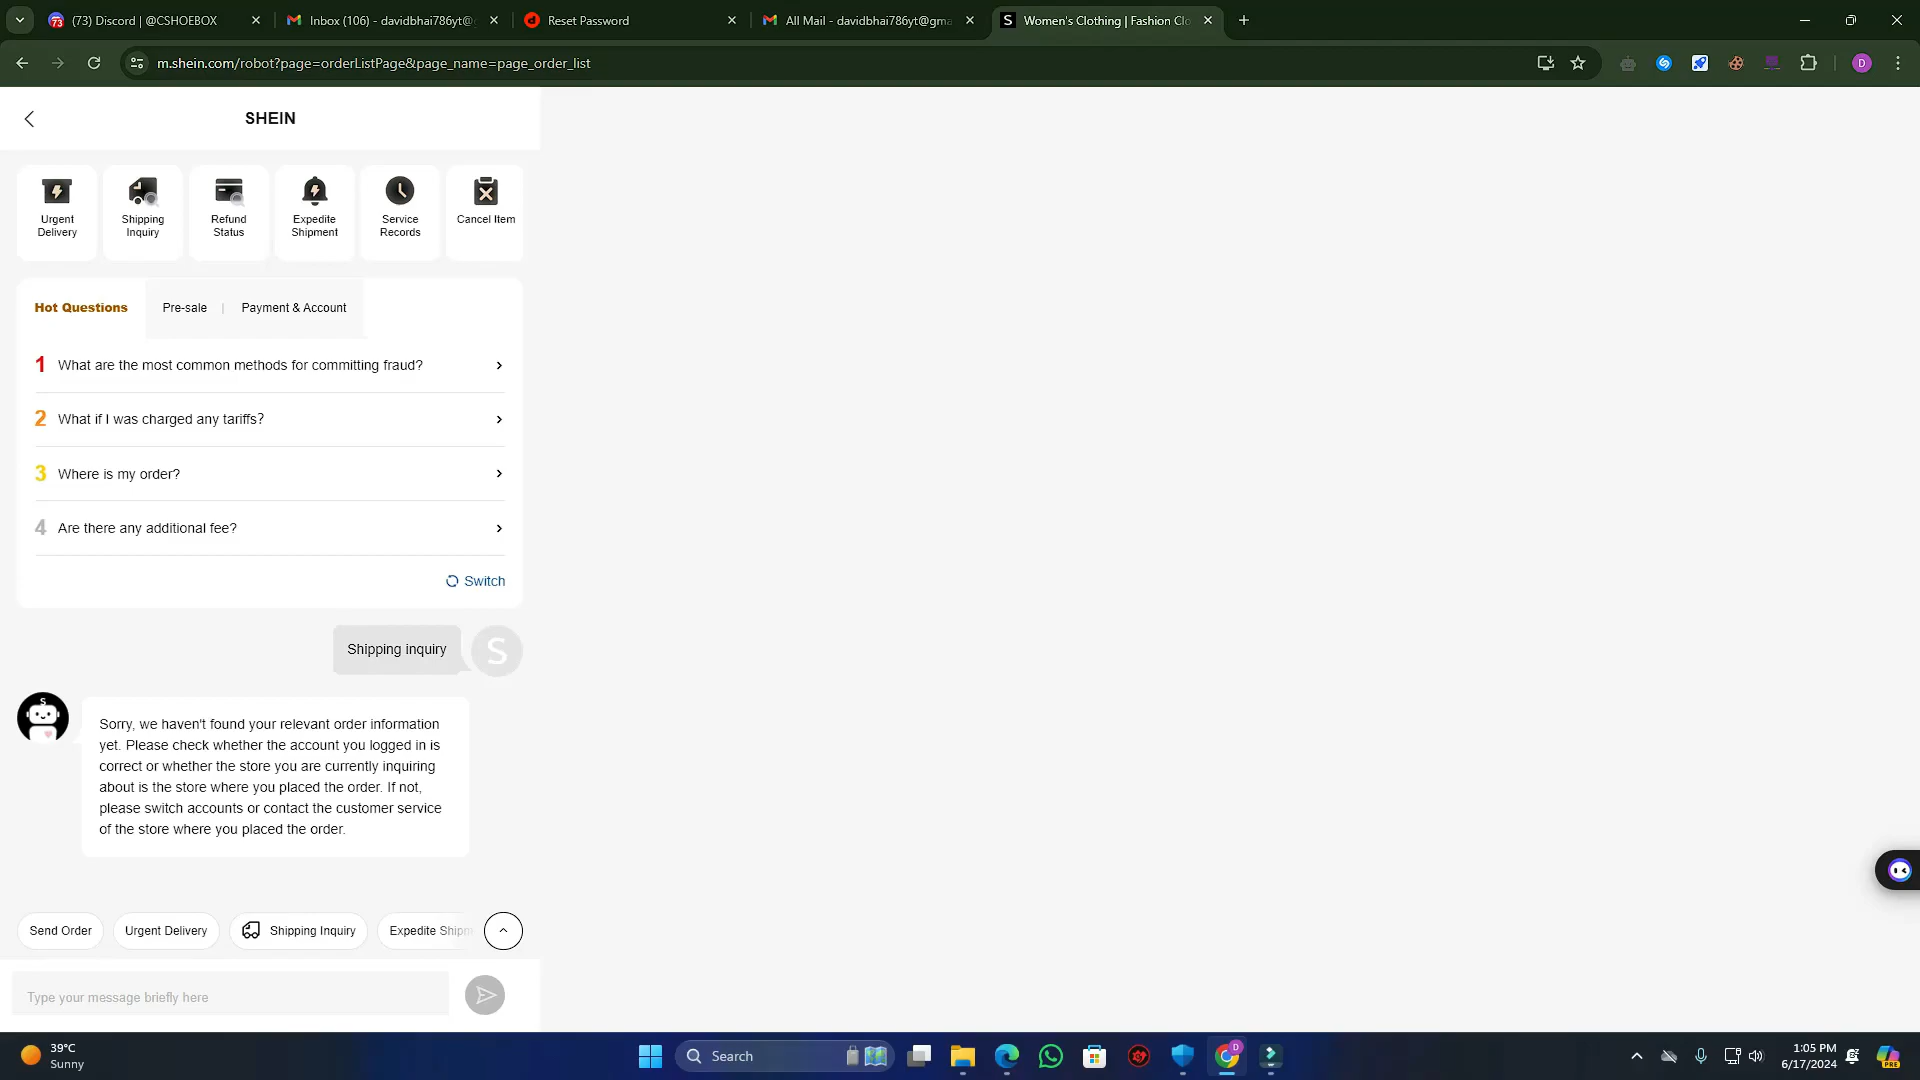 (73) Discord | @CSHOEBOX
Inbox (106) - davidbhai786yt@g
Reset Password
All Mail - davidbhai786yt@gma
S Women's Clothing | Fashion Clo
m.shein.com/robot?page=orderListPage&page_name=page_order_list
D
SHEIN
Urgent
Delivery
Shipping
Inquiry
Refund
Status
Expedite
Shipment
Service
Records
Cancel Item
Hot Questions
Pre-sale | Payment & Account
1 What are the most common methods for committing fraud?
2 What if I was charged any tariffs?
3 Where is my order?
4 Are there any additional fee?
Switch
Shipping inquiry
S
Sorry, we haven't found your relevant order information
yet. Please check whether the account you logged in is
correct or whether the store you are currently inquiring
about is the store where you placed the order. If not,
please switch accounts or contact the customer service
of the store where you placed the order.
Send Order
Urgent Delivery
Shipping Inquiry
Expedite Shipm
Type your message briefly here
39°C
Sunny
Search
D
1:05 PM
6/17/2024
PRE